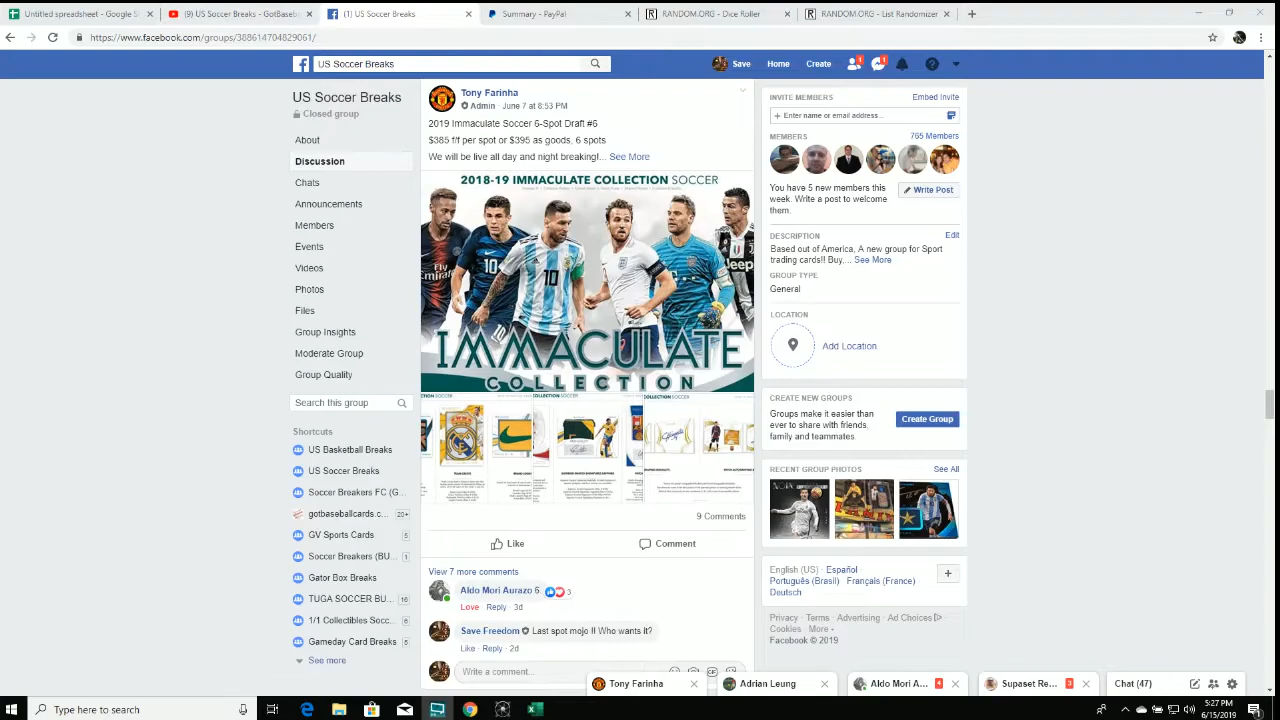 Untitled spreadsheet - Google S
(9) US Soccer Breaks - GotBaseb
(1) US Soccer Breaks
Summary - PayPal
RANDOM.ORG - Dice Roller
RANDOM.ORG - List Randomizer
https://www.facebook.com/groups/388614704829061/
US Soccer Breaks
Save
Home
Create
1
1
US Soccer Breaks
Closed group
About
Discussion
Chats
Announcements
Members
Events
Videos
Photos
Files
Group Insights
Moderate Group
Group Quality
Search this group
Shortcuts
US Basketball Breaks
US Soccer Breaks
Soccer Breakers FC (G...
gotbaseballcards.c... 20+
GV Sports Cards 5
Soccer Breakers (BU... 1
Gator Box Breaks
TUGA SOCCER BU... 16
1/1 Collectibles Socc... 6
Gameday Card Breaks 8
See more
Tony Farinha
Admin · June 7 at 8:53 PM
2019 Immaculate Soccer 6-Spot Draft #6
$385 f/f per spot or $395 as goods, 6 spots
We will be live all day and night breaking!... See More
2018-19 IMMACULATE COLLECTION SOCCER
10
10
Jeep
IMMACULATE
COLLECTION
9 Comments
Like
Comment
View 7 more comments
Aldo Mori Aurazo 6.
3
Love · Reply · 3d
Save Freedom Last spot mojo !! Who wants it?
Like · Reply · 2d
Write a comment...
INVITE MEMBERS
Embed Invite
+ Enter name or email address...
MEMBERS
765 Members
You have 5 new members this
week. Write a post to welcome
them.
Write Post
DESCRIPTION
Edit
Based out of America, A new group for Sport
trading cards!! Buy,... See More
GROUP TYPE
General
LOCATION
Add Location
CREATE NEW GROUPS
Groups make it easier than
ever to share with friends,
family and teammates.
Create Group
RECENT GROUP PHOTOS
See All
English (US) · Español ·
Português (Brasil) · Français (France) ·
Deutsch
Privacy · Terms · Advertising · Ad Choices
Cookies · More
Facebook © 2019
Tony Farinha
Adrian Leung
Aldo Mori A... 4
Supaset Re... 3
Chat (47)
Type here to search
5:27 PM
6/15/2019